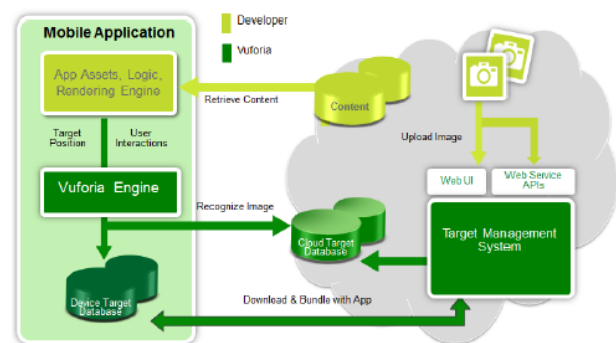 Mobile Application
Developer
Vuforia
App Assets, Logic,
Rendering Engine
Retrieve Content
Content
Target
Position
User
Interactions
Upload Image
Vuforia Engine
Web UI
Web Service
APIs
Recognize Image
Cloud Target
Database
Target Management
System
Device Target
Database
Download & Bundle with App